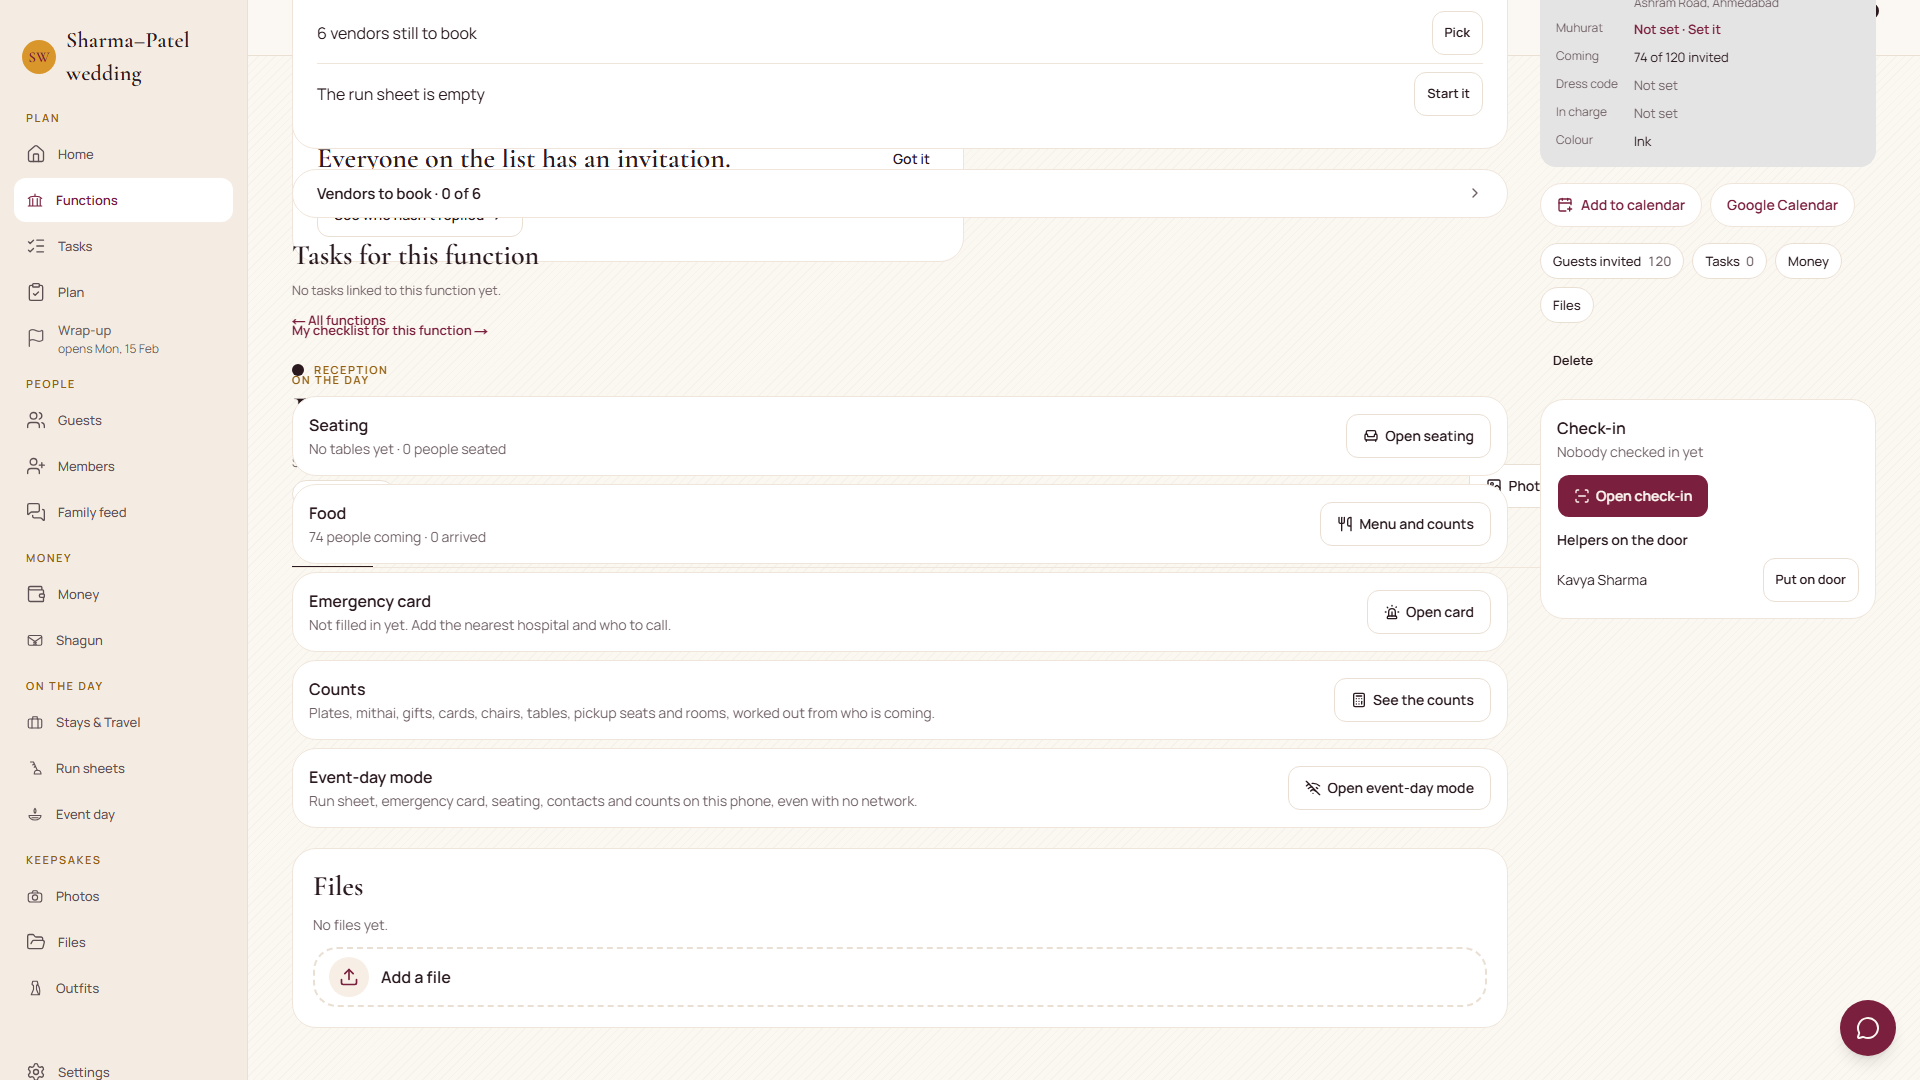 SW
Sharma–Patel
wedding
PLAN
Home
Functions
Tasks
Plan
Wrap-up
opens Mon, 15 Feb
PEOPLE
Guests
Members
Family feed
MONEY
Money
Shagun
ON THE DAY
Stays & Travel
Run sheets
Event day
KEEPSAKES
Photos
Files
Outfits
Settings
6 vendors still to book
Pick
The run sheet is empty
Start it
Everyone on the list has an invitation.
Got it
Vendors to book · 0 of 6
Tasks for this function
No tasks linked to this function yet.
← All functions
My checklist for this function →
RECEPTION
ON THE DAY
Seating
No tables yet · 0 people seated
Open seating
Phot
Food
74 people coming · 0 arrived
Menu and counts
Emergency card
Not filled in yet. Add the nearest hospital and who to call.
Open card
Counts
Plates, mithai, gifts, cards, chairs, tables, pickup seats and rooms, worked out from who is coming.
See the counts
Event-day mode
Run sheet, emergency card, seating, contacts and counts on this phone, even with no network.
Open event-day mode
Files
No files yet.
Add a file
Ashram Road, Ahmedabad
Muhurat Not set · Set it
Coming 74 of 120 invited
Dress code Not set
In charge Not set
Colour Ink
Add to calendar
Google Calendar
Guests invited 120
Tasks 0
Money
Files
Delete
Check-in
Nobody checked in yet
Open check-in
Helpers on the door
Kavya Sharma
Put on door